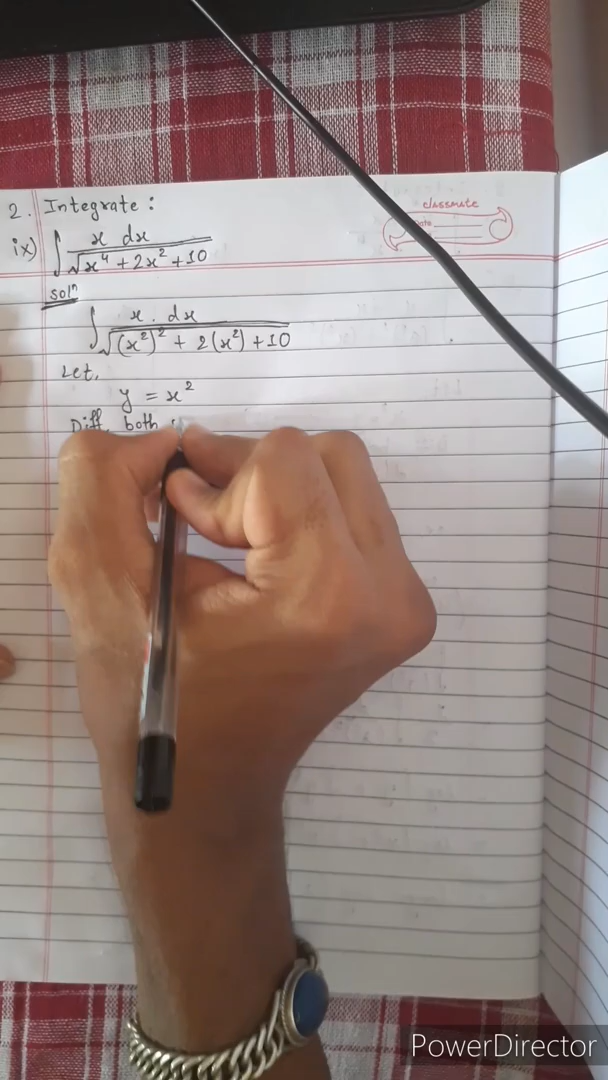 classmate
2. Integrate :
ix) ∫ x dx / √(x⁴ + 2x² + 10)
solⁿ
∫ x . dx / √((x²)² + 2(x²) + 10)
Let,
y = x²
Diff. both
PowerDirector